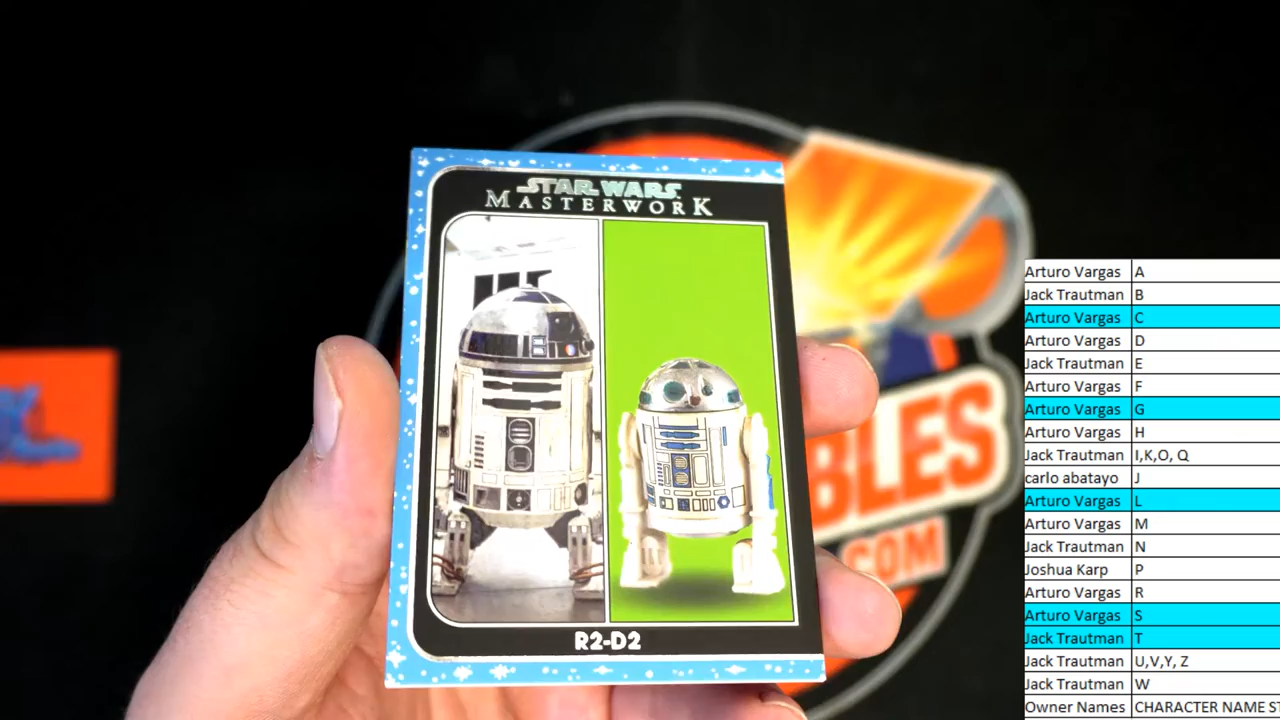 STAR WARS
MASTERWORK
R2-D2
BLES
.COM
Arturo Vargas A
Jack Trautman B
Arturo Vargas C
Arturo Vargas D
Jack Trautman E
Arturo Vargas F
Arturo Vargas G
Arturo Vargas H
Jack Trautman I,K,O, Q
carlo abatayo J
Arturo Vargas L
Arturo Vargas M
Jack Trautman N
Joshua Karp P
Arturo Vargas R
Arturo Vargas S
Jack Trautman T
Jack Trautman U,V,Y, Z
Jack Trautman W
Owner Names CHARACTER NAME ST